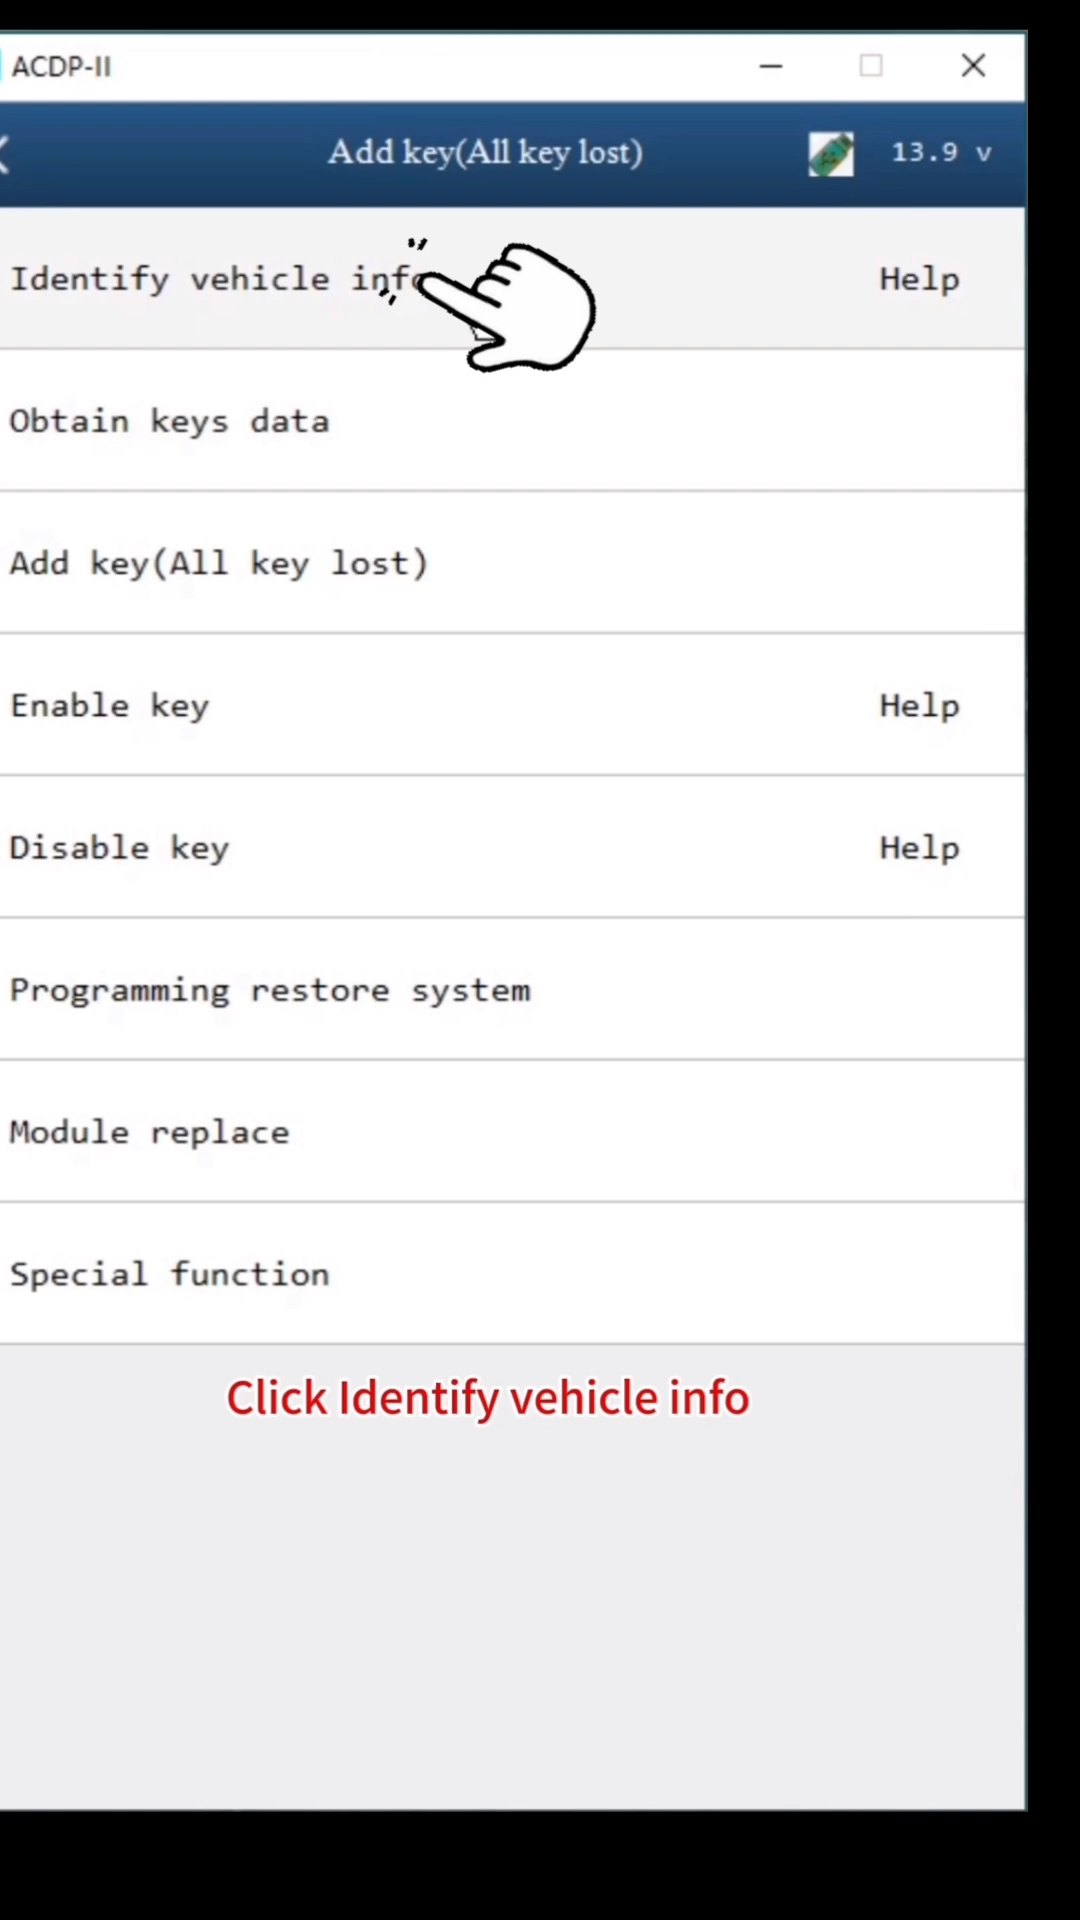 ACDP-II
Add key(All key lost)
13.9 v
Identify vehicle info
Help
Obtain keys data
Add key(All key lost)
Enable key
Help
Disable key
Help
Programming restore system
Module replace
Special function
Click Identify vehicle info